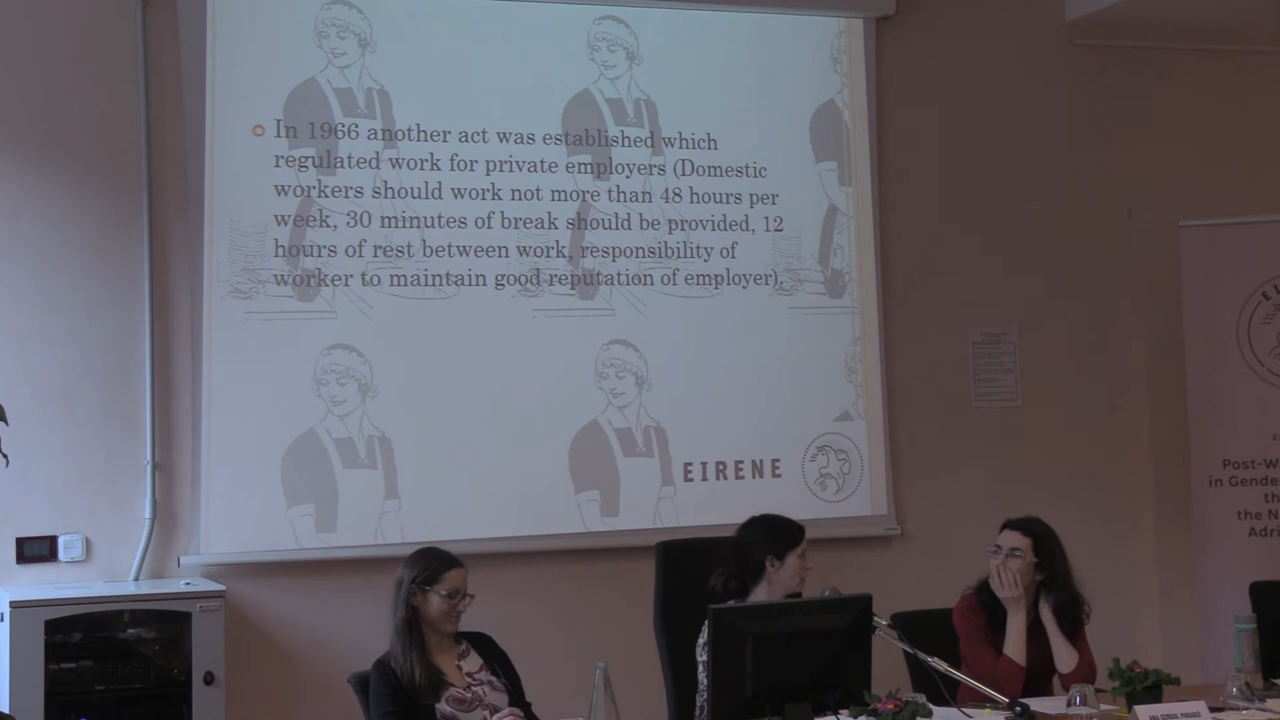 In 1966 another act was established which
regulated work for private employers (Domestic
workers should work not more than 48 hours per
week, 30 minutes of break should be provided, 12
hours of rest between work, responsibility of
worker to maintain good reputation of employer).
EIRENE
Post-W
in Gende
th
the N
Adri